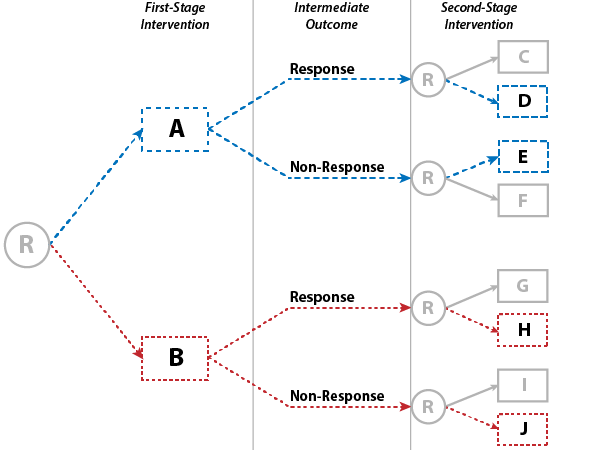 First-Stage
Intervention
Intermediate
Outcome
Second-Stage
Intervention
Response
R
C
D
A
Non-Response
R
E
F
R
Response
R
G
H
B
Non-Response
R
I
J